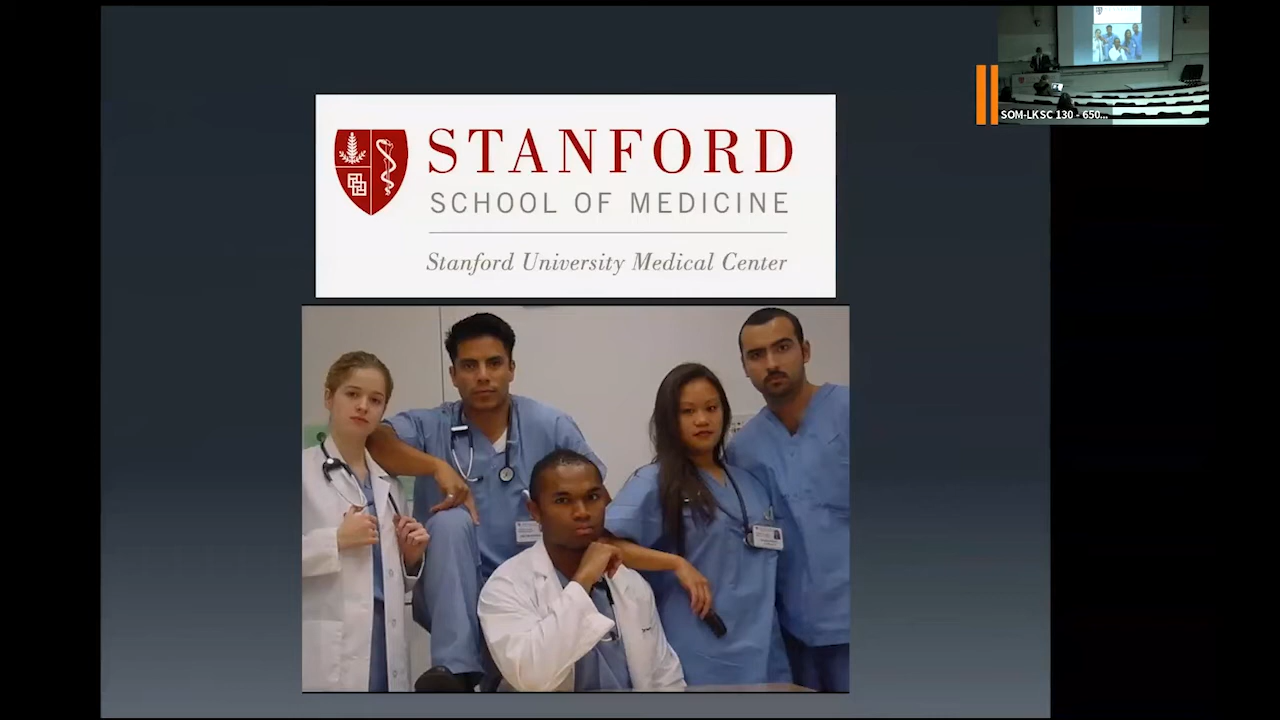 STANFORD
SCHOOL OF MEDICINE
Stanford University Medical Center
SOM-LKSC 130 - 650...